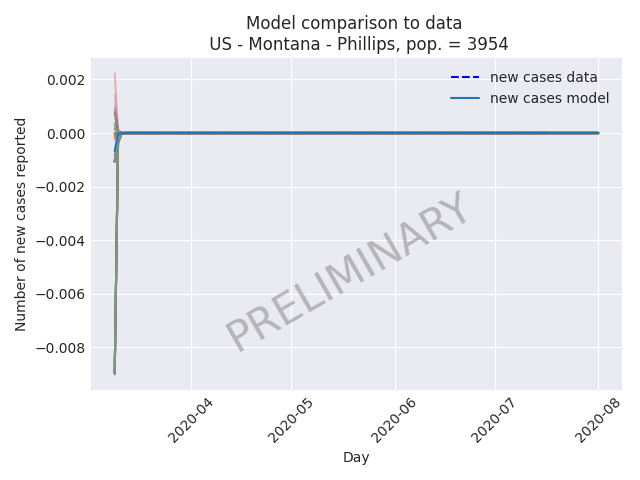 Model comparison to data
US - Montana - Phillips, pop. = 3954
new cases data
new cases model
Number of new cases reported
0.002
0.000
−0.002
−0.004
−0.006
−0.008
PRELIMINARY
2020-04
2020-05
2020-06
2020-07
2020-08
Day